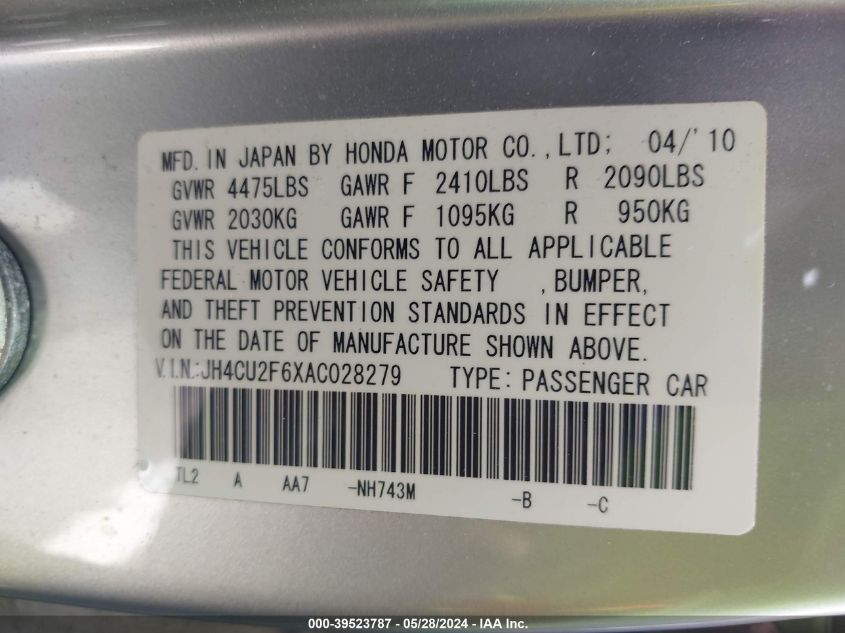 MFD. IN JAPAN BY HONDA MOTOR CO., LTD; 04/'10
GVWR 4475LBS GAWR F 2410LBS R 2090LBS
GVWR 2030KG GAWR F 1095KG R 950KG
THIS VEHICLE CONFORMS TO ALL APPLICABLE
FEDERAL MOTOR VEHICLE SAFETY , BUMPER,
AND THEFT PREVENTION STANDARDS IN EFFECT
ON THE DATE OF MANUFACTURE SHOWN ABOVE.
V.I.N.:JH4CU2F6XAC028279 TYPE: PASSENGER CAR
TL2 A AA7 -NH743M -B -C
000-39523787 - 05/28/2024 - IAA Inc.